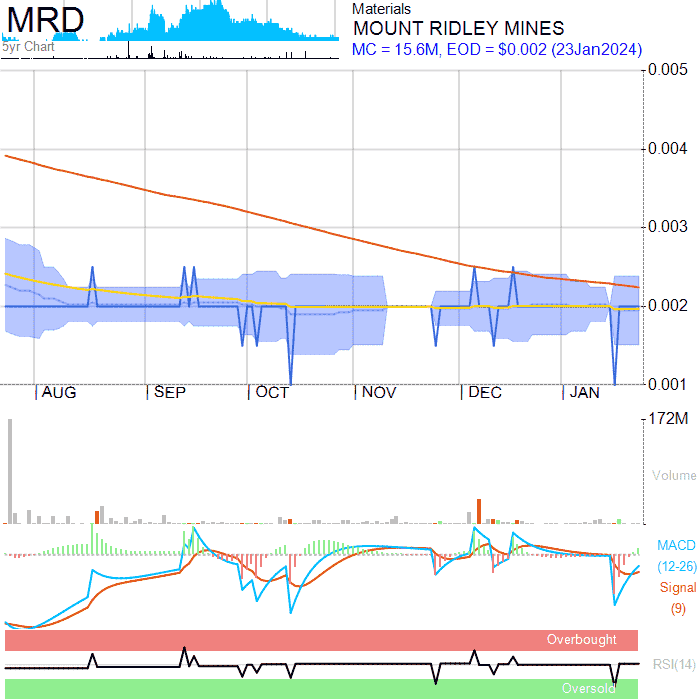 MRD
5yr Chart
Materials
MOUNT RIDLEY MINES
MC = 15.6M, EOD = $0.002 (23Jan2024)
0.005
0.004
0.003
0.002
0.001
AUG SEP OCT NOV DEC JAN
172M
Volume
MACD
(12-26)
Signal
(9)
Overbought
RSI(14)
Oversold